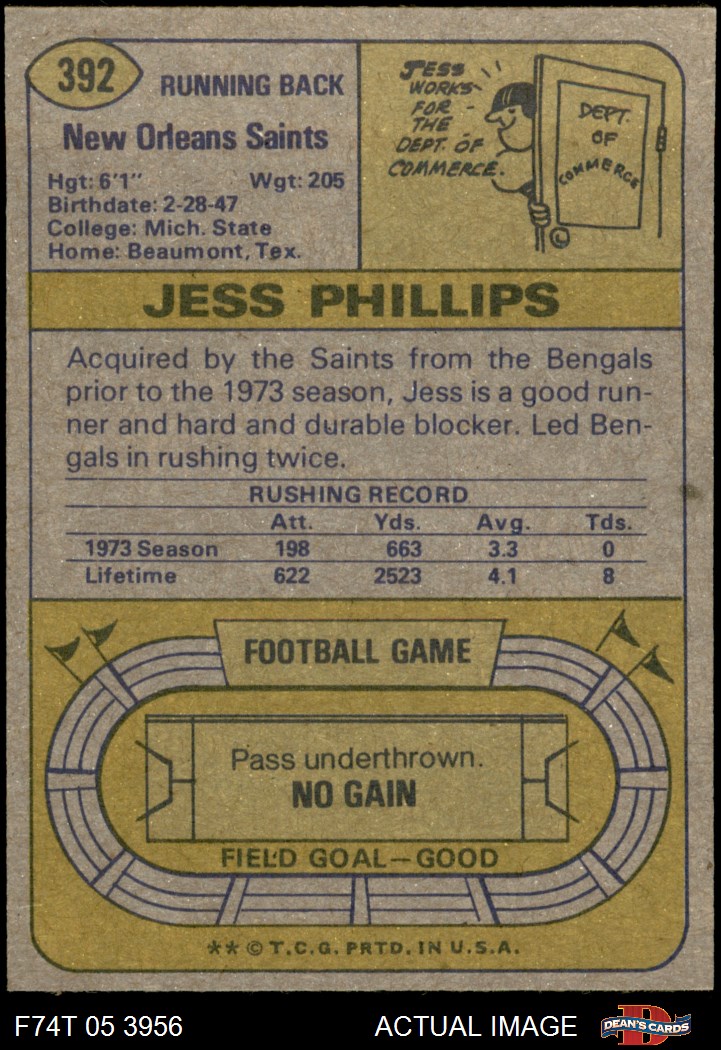 392
RUNNING BACK
New Orleans Saints
Hgt: 6'1" Wgt: 205
Birthdate: 2-28-47
College: Mich. State
Home: Beaumont, Tex.
JESS
WORKS
FOR
THE
DEPT. OF
COMMERCE.
DEPT.
OF
COMMERCE
JESS PHILLIPS
Acquired by the Saints from the Bengals
prior to the 1973 season, Jess is a good run-
ner and hard and durable blocker. Led Ben-
gals in rushing twice.
RUSHING RECORD
Att. Yds. Avg. Tds.
1973 Season 198 663 3.3 0
Lifetime 622 2523 4.1 8
FOOTBALL GAME
Pass underthrown.
NO GAIN
FIELD GOAL—GOOD
** © T.C.G. PRTD. IN U.S.A.
F74T 05 3956 ACTUAL IMAGE
DEAN'S CARDS